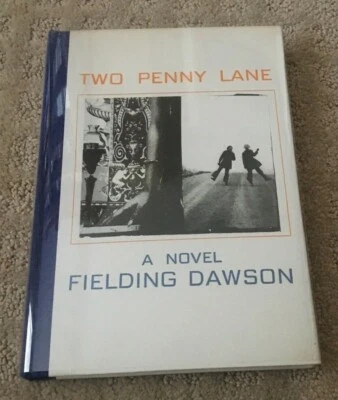 TWO PENNY LANE
A NOVEL
FIELDING DAWSON